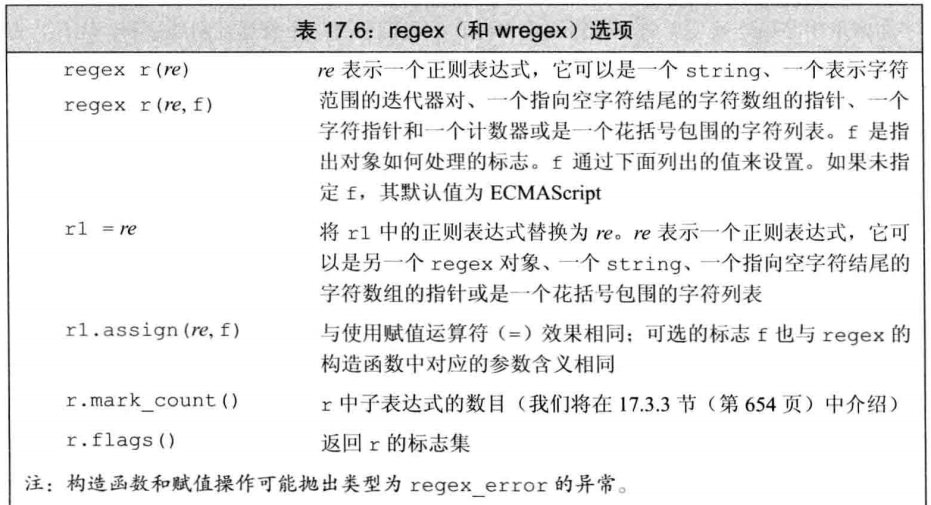 表 17.6：regex（和 wregex）选项
regex r(re) re 表示一个正则表达式，它可以是一个 string、一个表示字符
regex r(re, f) 范围的迭代器对、一个指向空字符结尾的字符数组的指针、一个
字符指针和一个计数器或是一个花括号包围的字符列表。f 是指
出对象如何处理的标志。f 通过下面列出的值来设置。如果未指
定 f，其默认值为 ECMAScript
r1 = re 将 r1 中的正则表达式替换为 re。re 表示一个正则表达式，它可
以是另一个 regex 对象、一个 string、一个指向空字符结尾的
字符数组的指针或是一个花括号包围的字符列表
r1.assign(re, f) 与使用赋值运算符（=）效果相同；可选的标志 f 也与 regex 的
构造函数中对应的参数含义相同
r.mark_count() r 中子表达式的数目（我们将在 17.3.3 节（第 654 页）中介绍）
r.flags() 返回 r 的标志集
注：构造函数和赋值操作可能抛出类型为 regex_error 的异常。